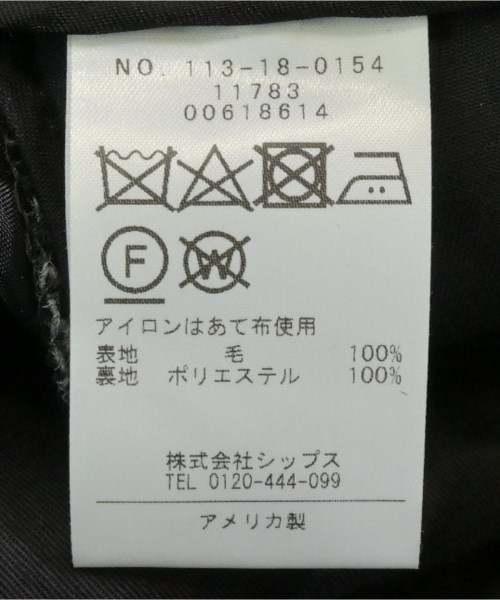 NO. 113-18-0154
11783
00618614
F W
アイロンはあて布使用
表地 毛 100%
裏地 ポリエステル 100%
株式会社シップス
TEL 0120-444-099
アメリカ製